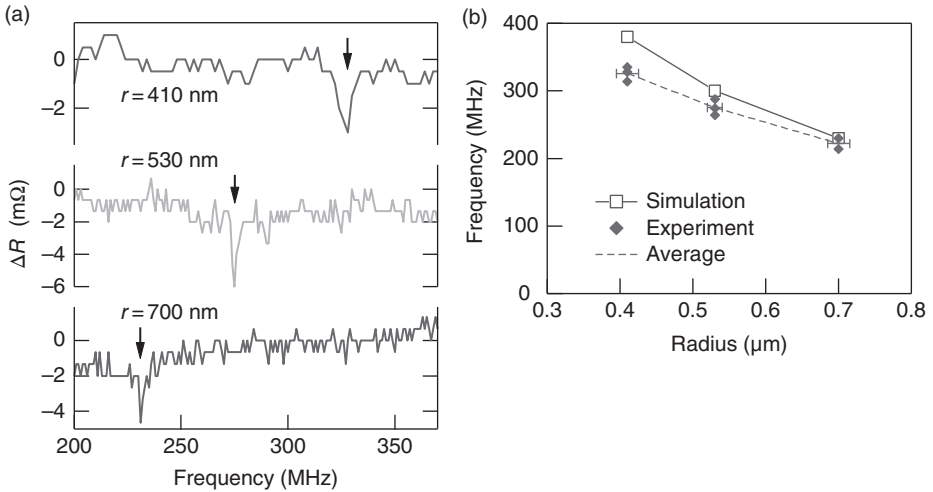 (a)
0
−2
r = 410 nm
r = 530 nm
0
−2
−4
−6
ΔR (mΩ)
r = 700 nm
0
−2
−4
200 250 300 350
Frequency (MHz)
(b)
400
300
200
100
0
Frequency (MHz)
Simulation
Experiment
Average
0.3 0.4 0.5 0.6 0.7 0.8
Radius (µm)